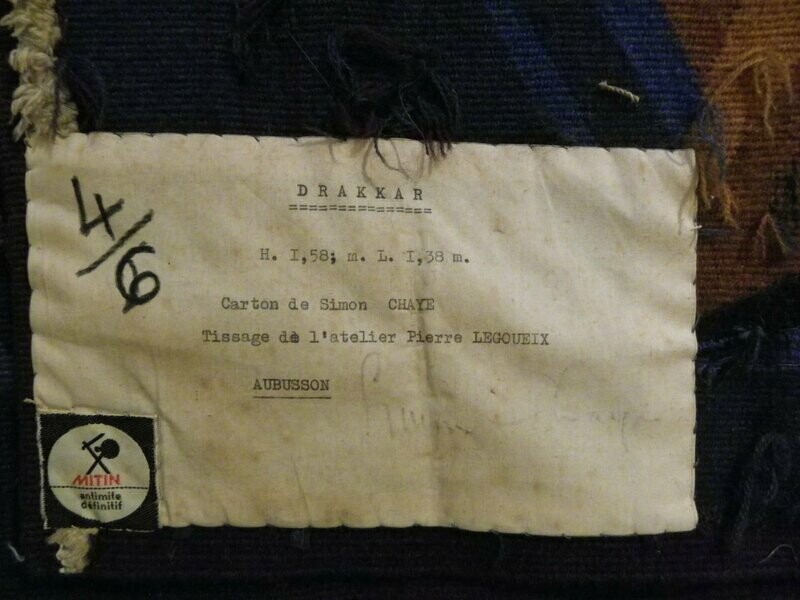 4/6
DRAKKAR
===============
H. I,58; m. L. I,38 m.
Carton de Simon CHAYE
Tissage de l'atelier Pierre LEGOUEIX
AUBUSSON
MITIN
antimite
définitif